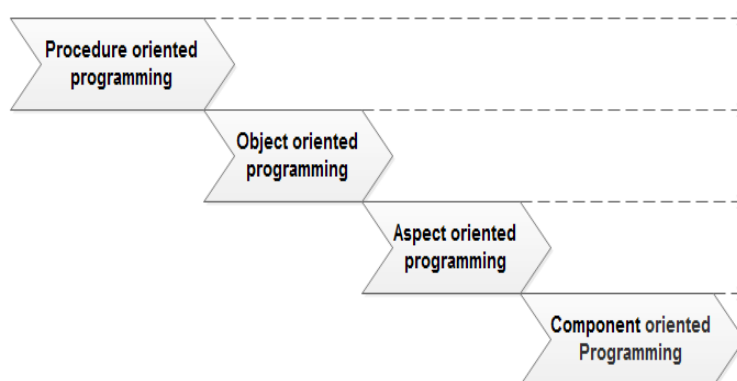 Procedure oriented
programming
Object oriented
programming
Aspect oriented
programming
Component oriented
Programming